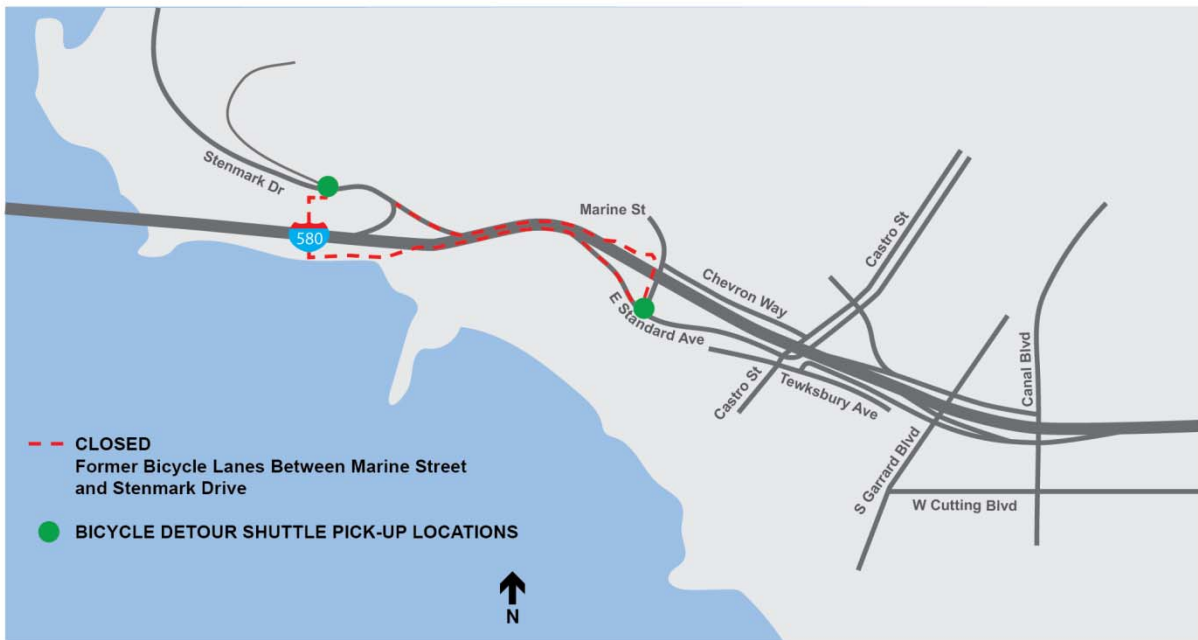 Stenmark Dr
580
Marine St
Castro St
Chevron Way
E Standard Ave
Castro St
Tewksbury Ave
Canal Blvd
S Garrard Blvd
W Cutting Blvd
CLOSED
Former Bicycle Lanes Between Marine Street
and Stenmark Drive
BICYCLE DETOUR SHUTTLE PICK-UP LOCATIONS
N